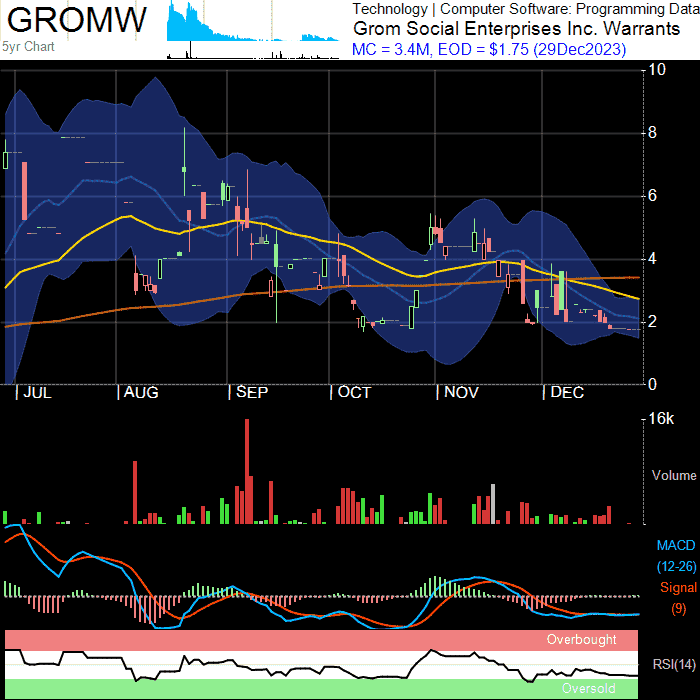 GROMW
5yr Chart
Technology | Computer Software: Programming Data
Grom Social Enterprises Inc. Warrants
MC = 3.4M, EOD = $1.75 (29Dec2023)
10
8
6
4
2
0
JUL
AUG
SEP
OCT
NOV
DEC
16k
Volume
MACD
(12-26)
Signal
(9)
Overbought
RSI(14)
Oversold